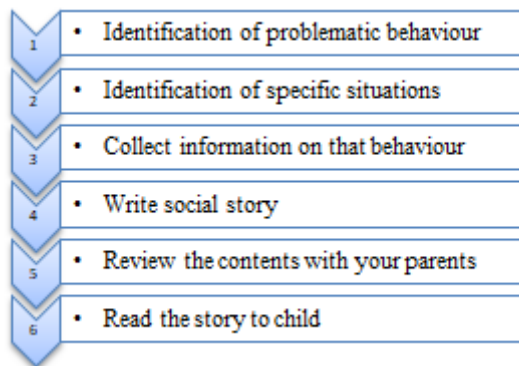 1 • Identification of problematic behaviour
2 • Identification of specific situations
3 • Collect information on that behaviour
4 • Write social story
5 • Review the contents with your parents
6 • Read the story to child